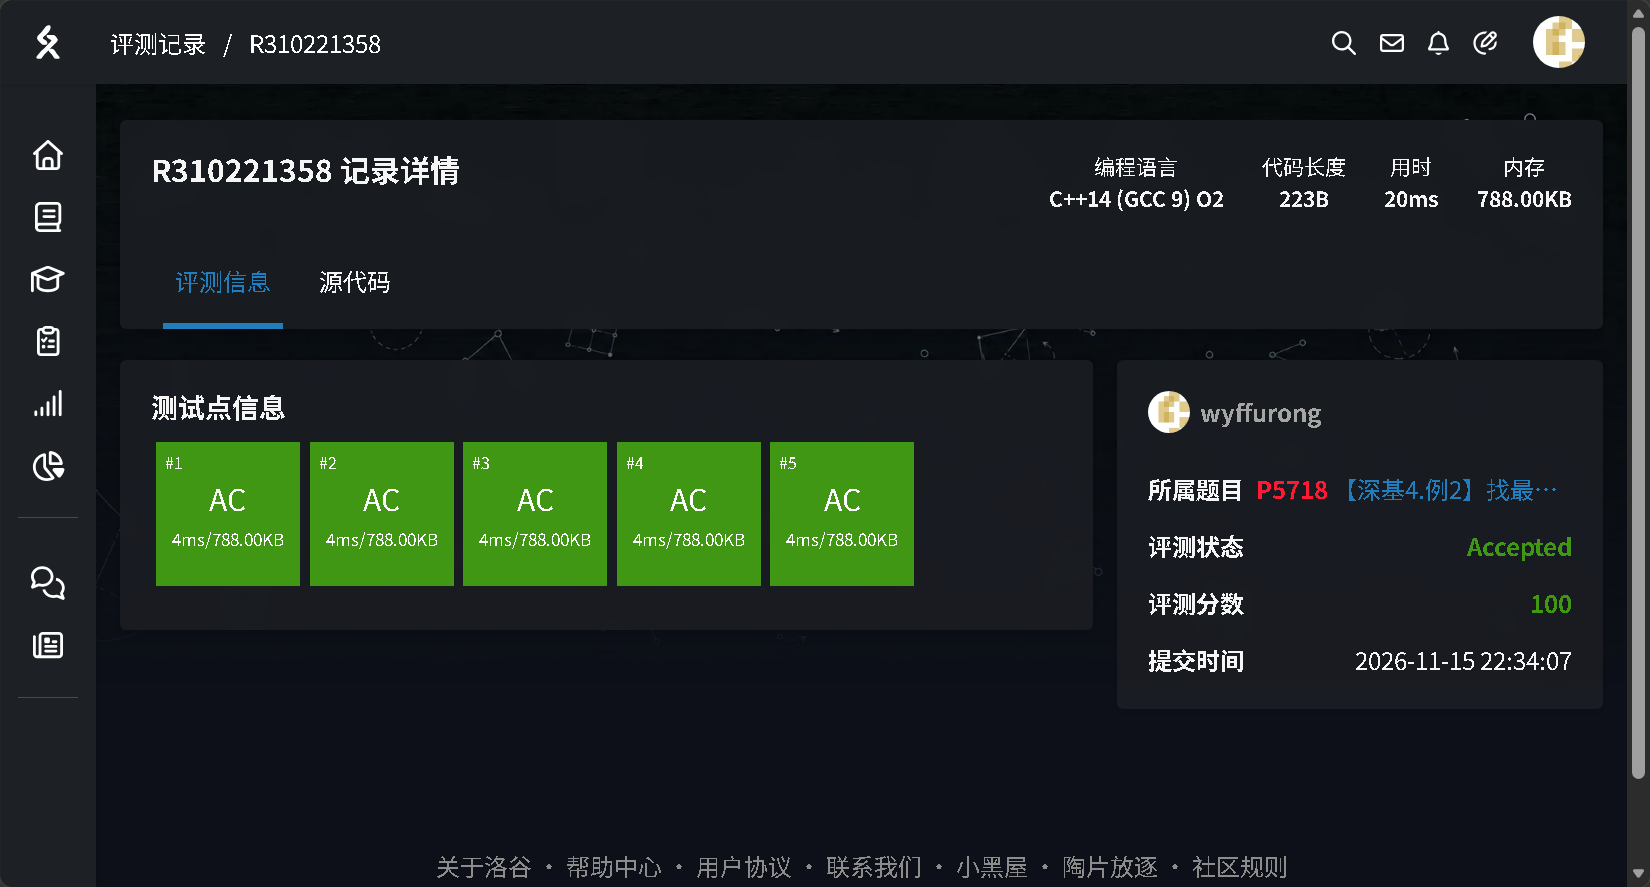 评测记录 / R310221358
R310221358 记录详情
编程语言 代码长度 用时 内存
C++14 (GCC 9) O2 223B 20ms 788.00KB
评测信息 源代码
测试点信息
#1 #2 #3 #4 #5
AC AC AC AC AC
4ms/788.00KB 4ms/788.00KB 4ms/788.00KB 4ms/788.00KB 4ms/788.00KB
wyffurong
所属题目 P5718 【深基4.例2】找最…
评测状态 Accepted
评测分数 100
提交时间 2026-11-15 22:34:07
关于洛谷 • 帮助中心 • 用户协议 • 联系我们 • 小黑屋 • 陶片放逐 • 社区规则